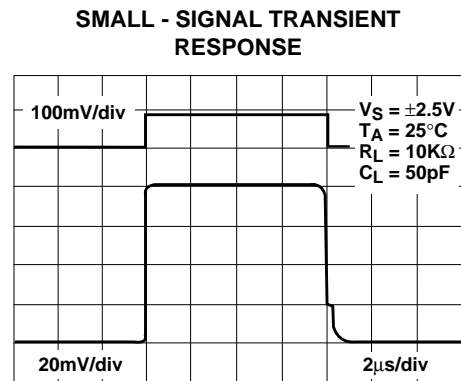 SMALL - SIGNAL TRANSIENT
RESPONSE
100mV/div
VS = ±2.5V
TA = 25°C
RL = 10KΩ
CL = 50pF
20mV/div
2µs/div